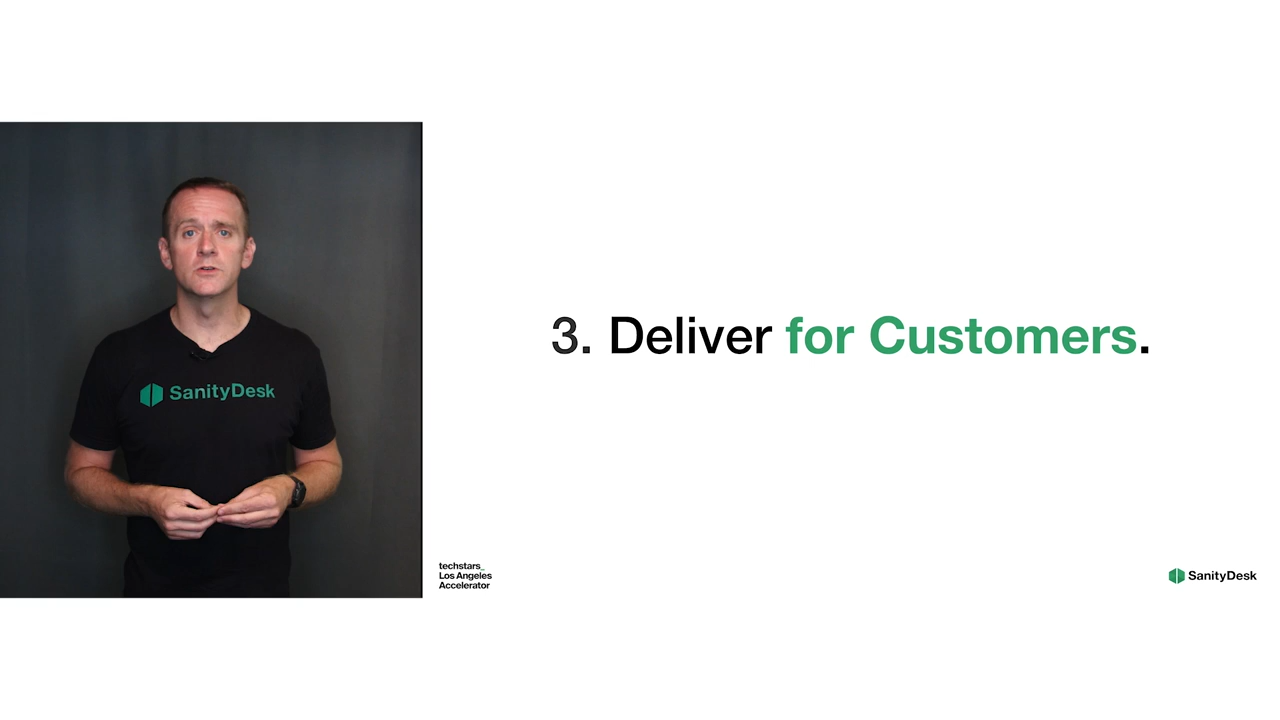 SanityDesk
3. Deliver for Customers.
techstars_
Los Angeles
Accelerator
SanityDesk